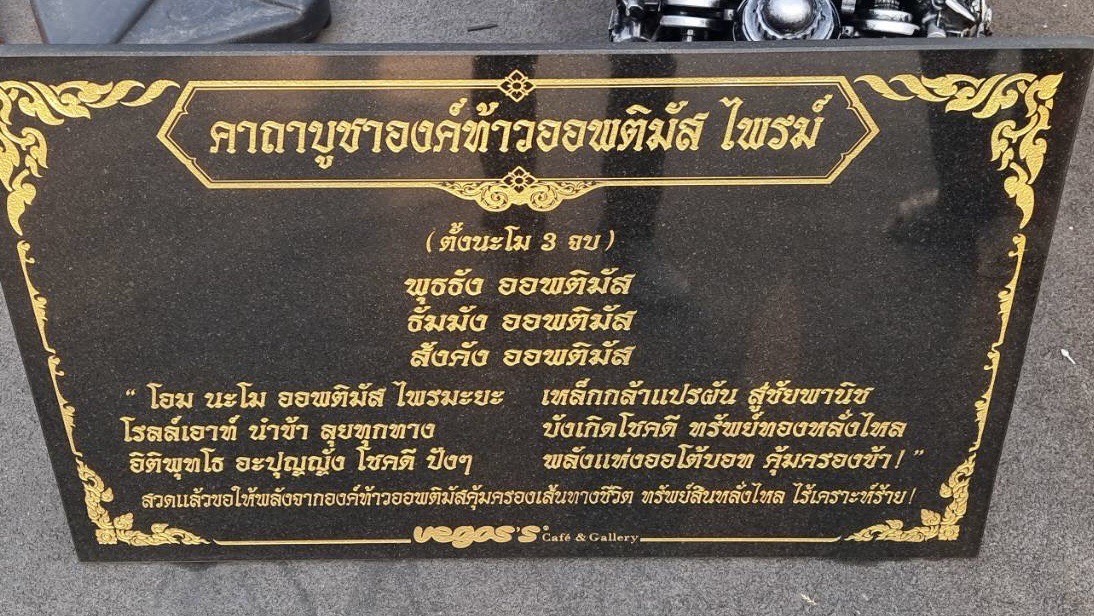 คาถาบูชาองค์ท้าวออพติมัส ไพรม์
(ตั้งนะโม 3 จบ)
พุธธัง ออพติมัส
ธัมมัง ออพติมัส
สังคัง ออพติมัส
“ โอม นะโม ออพติมัส ไพรมะยะ เหล็กกล้าแปรผัน สู่ชัยพานิช
โรลล์เอาท์ นำข้า ลุยทุกทาง บังเกิดโชคดี ทรัพย์ทองหลั่งไหล
อิติพุทโธ อะปุญญัง โชคดี ปังๆ พลังแห่งออโต้บอท คุ้มครองข้า! ”
สวดแล้วขอให้พลังจากองค์ท้าวออพติมัสคุ้มครองเส้นทางชีวิต ทรัพย์สินหลั่งไหล ไร้เคราะห์ร้าย!
vegas's Café & Gallery